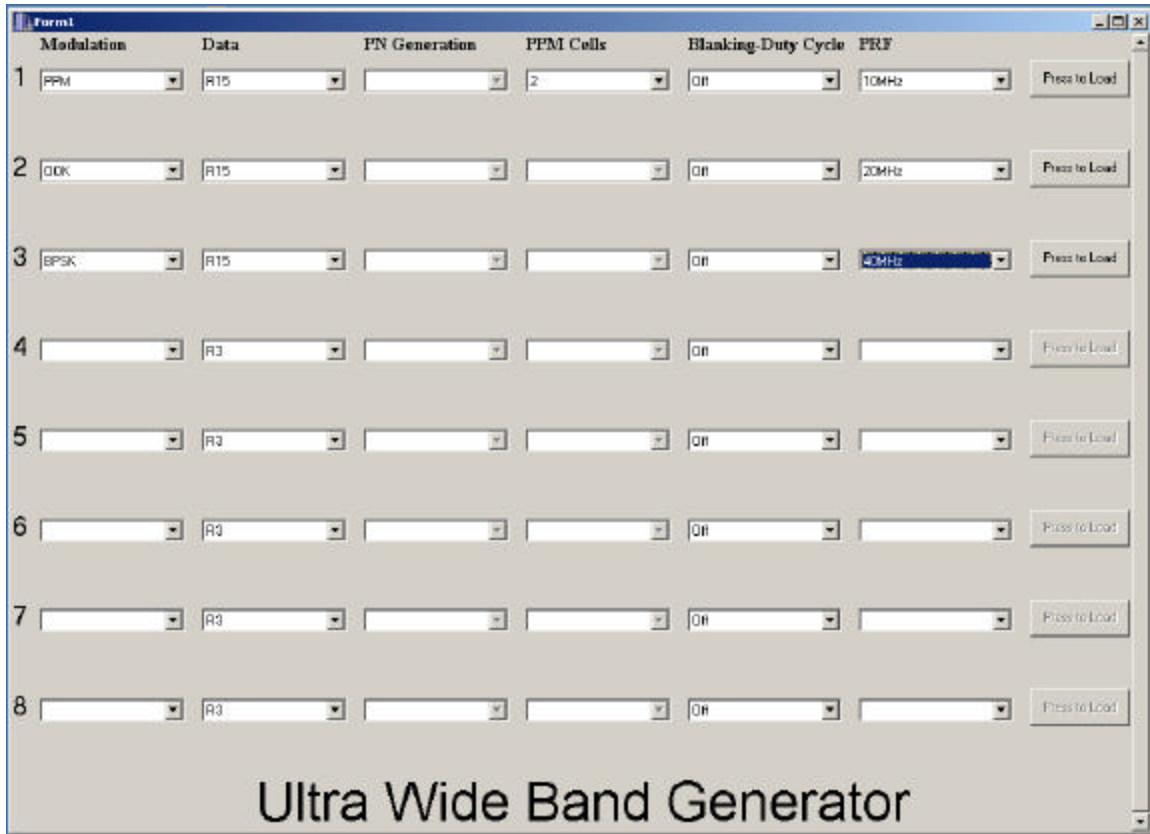 Form1
Modulation Data PN Generation PPM Cells Blanking-Duty Cycle PRF
1 PPM R15 2 Off 10MHz Press to Load
2 OOK R15 Off 20MHz Press to Load
3 BPSK R15 Off 40MHz Press to Load
4 R3 Off Press to Load
5 R3 Off Press to Load
6 R3 Off Press to Load
7 R3 Off Press to Load
8 R3 Off Press to Load
Ultra Wide Band Generator